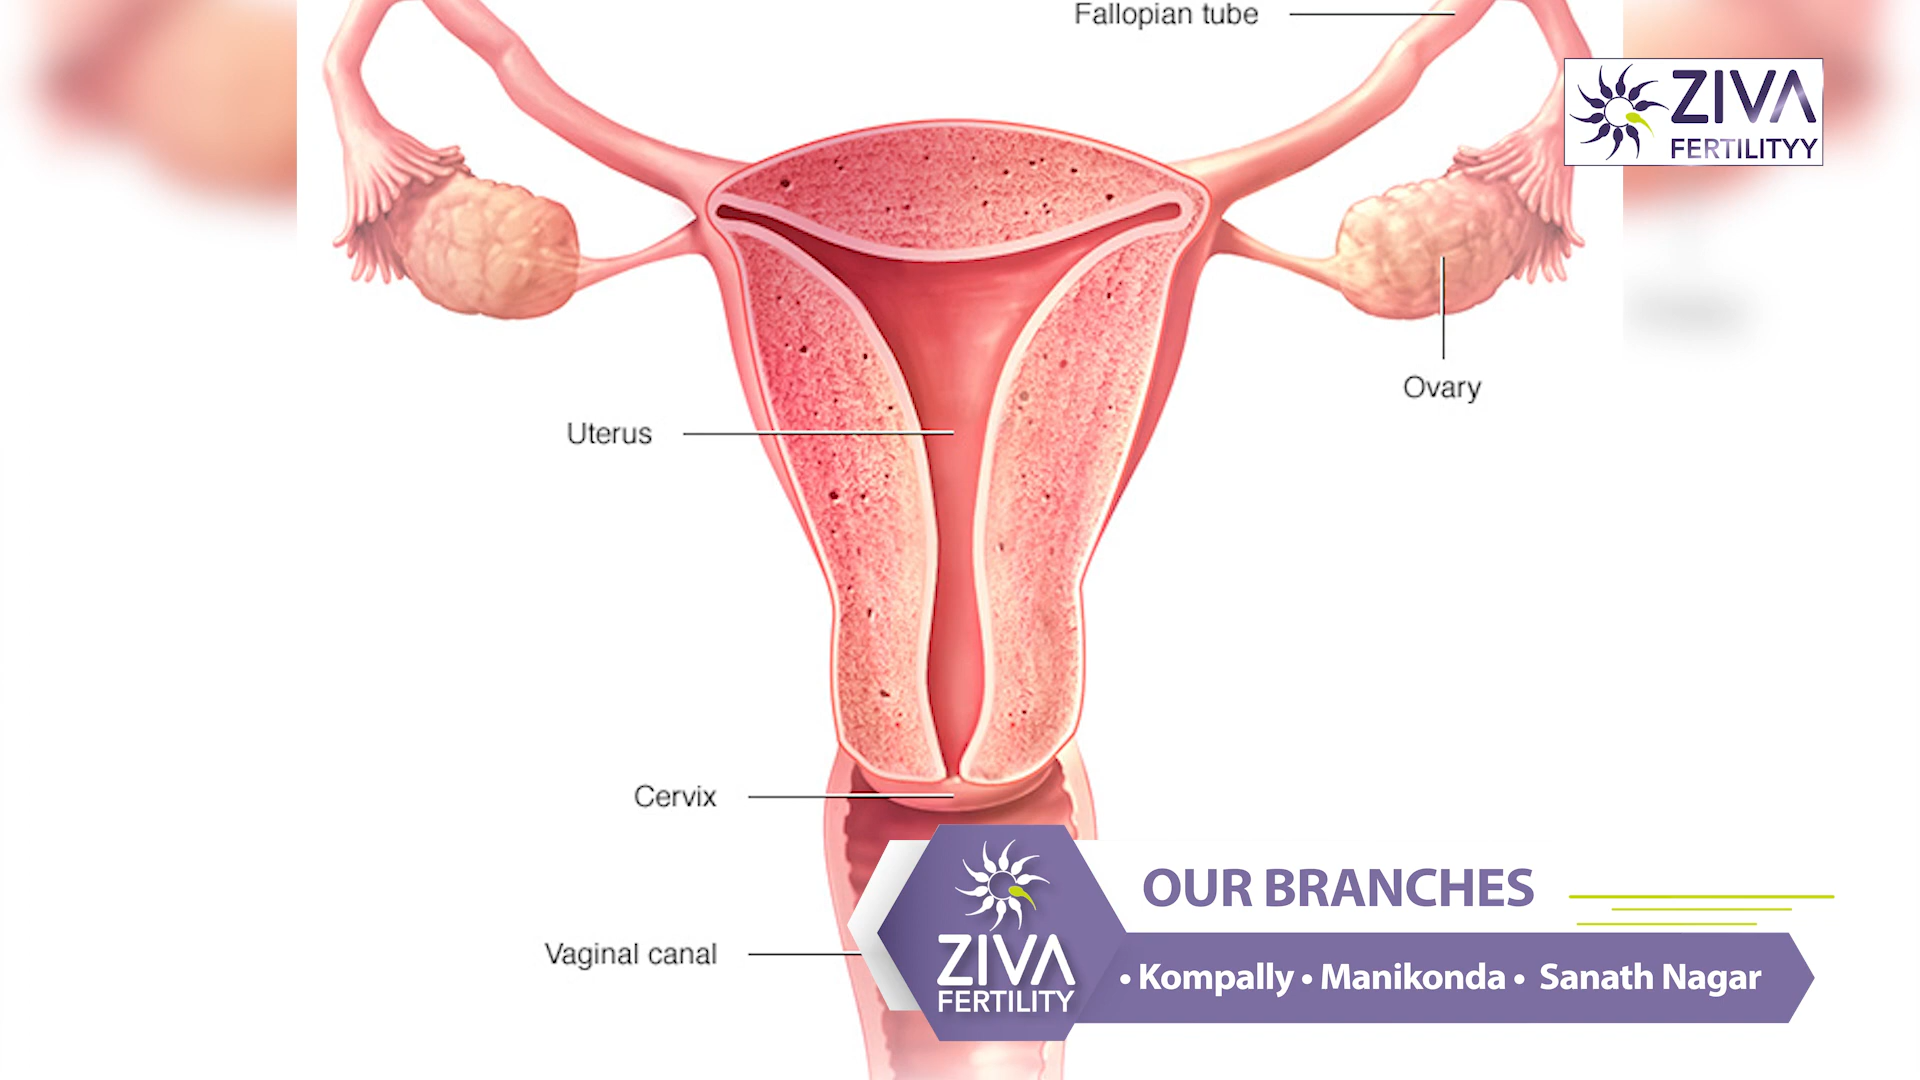 Fallopian tube
ZIVA
FERTILITYY
Ovary
Uterus
Cervix
Vaginal canal
ZIVA
FERTILITY
OUR BRANCHES
• Kompally • Manikonda • Sanath Nagar